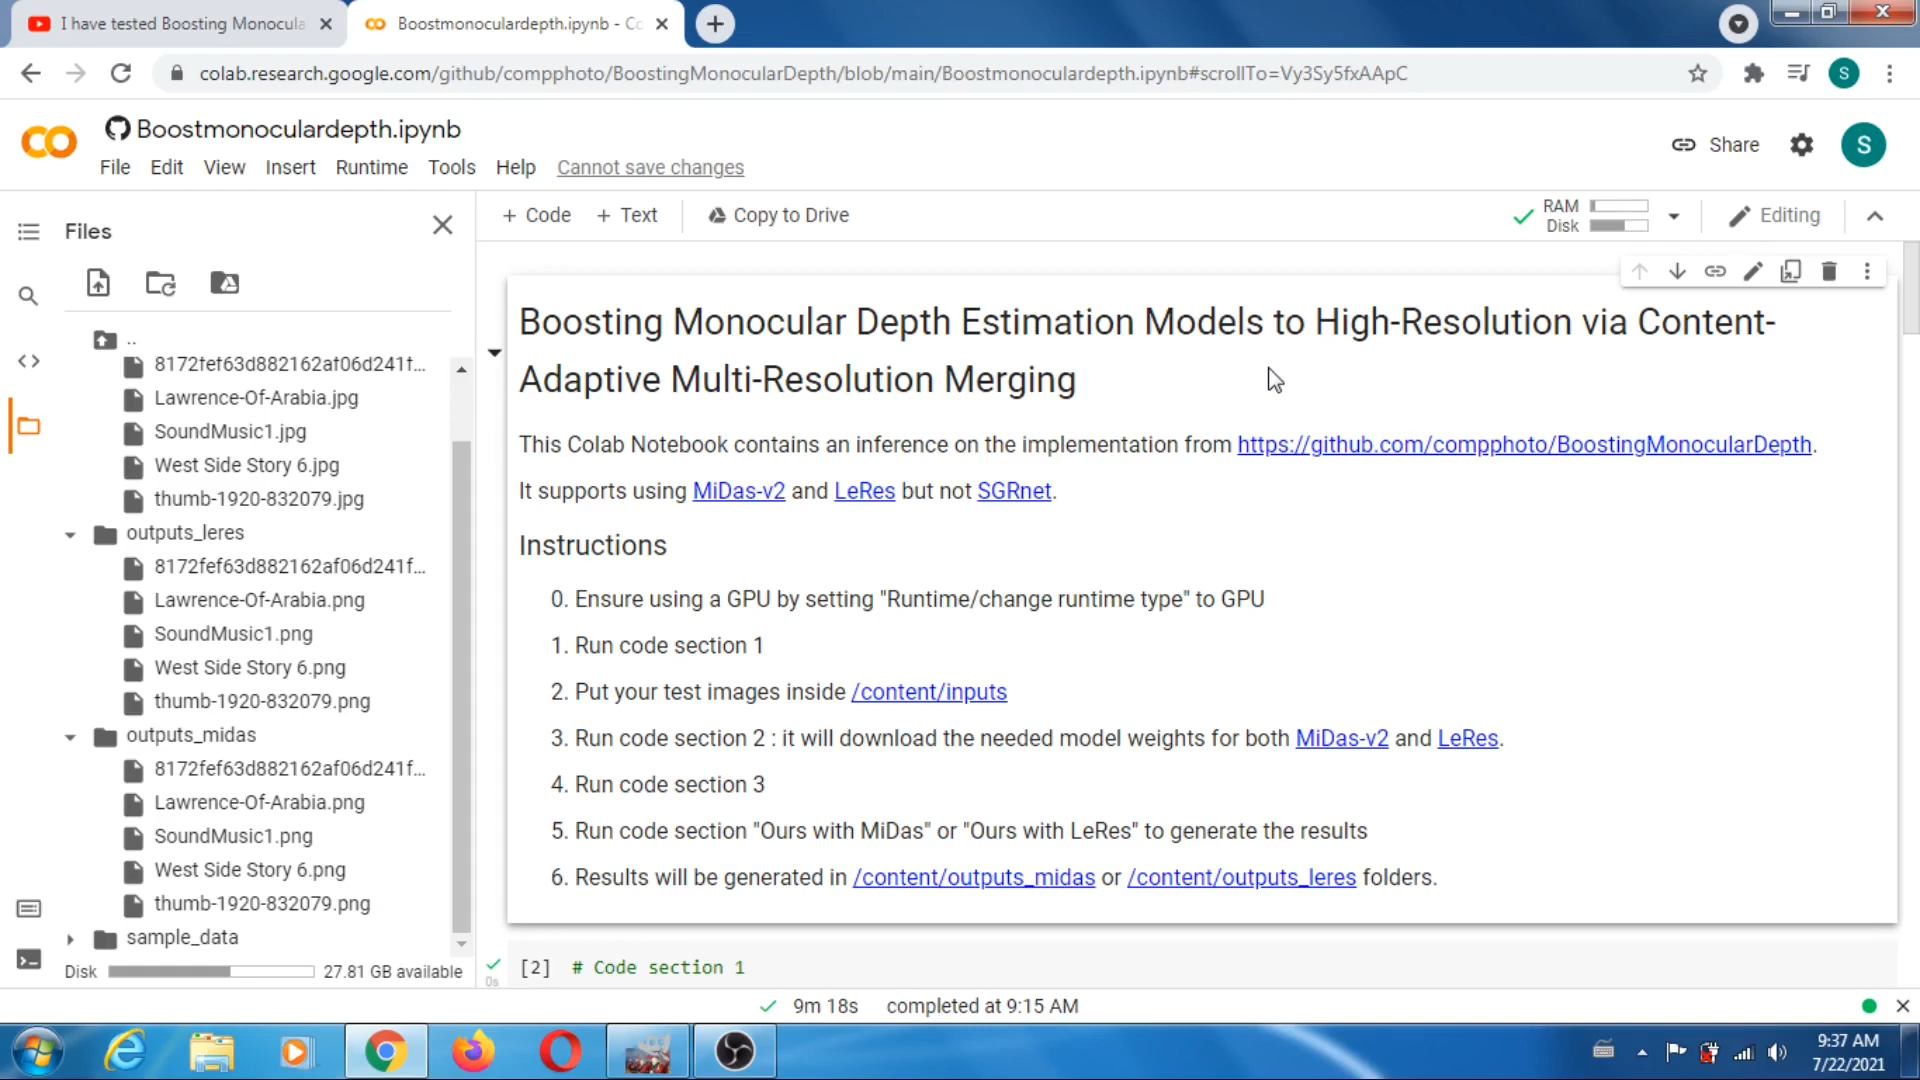 I have tested Boosting Monocula
Boostmonoculardepth.ipynb - Co
colab.research.google.com/github/compphoto/BoostingMonocularDepth/blob/main/Boostmonoculardepth.ipynb#scrollTo=Vy3Sy5fxAApC
S
Boostmonoculardepth.ipynb
File Edit View Insert Runtime Tools Help Cannot save changes
Share
S
Files
+ Code + Text Copy to Drive
RAM
Disk
Editing
..
8172fef63d882162af06d241f...
Lawrence-Of-Arabia.jpg
SoundMusic1.jpg
West Side Story 6.jpg
thumb-1920-832079.jpg
outputs_leres
8172fef63d882162af06d241f...
Lawrence-Of-Arabia.png
SoundMusic1.png
West Side Story 6.png
thumb-1920-832079.png
outputs_midas
8172fef63d882162af06d241f...
Lawrence-Of-Arabia.png
SoundMusic1.png
West Side Story 6.png
thumb-1920-832079.png
sample_data
Disk 27.81 GB available
Boosting Monocular Depth Estimation Models to High-Resolution via Content-
Adaptive Multi-Resolution Merging
This Colab Notebook contains an inference on the implementation from https://github.com/compphoto/BoostingMonocularDepth.
It supports using MiDas-v2 and LeRes but not SGRnet.
Instructions
0. Ensure using a GPU by setting "Runtime/change runtime type" to GPU
1. Run code section 1
2. Put your test images inside /content/inputs
3. Run code section 2 : it will download the needed model weights for both MiDas-v2 and LeRes.
4. Run code section 3
5. Run code section "Ours with MiDas" or "Ours with LeRes" to generate the results
6. Results will be generated in /content/outputs_midas or /content/outputs_leres folders.
0s
[2] # Code section 1
9m 18s completed at 9:15 AM
9:37 AM
7/22/2021